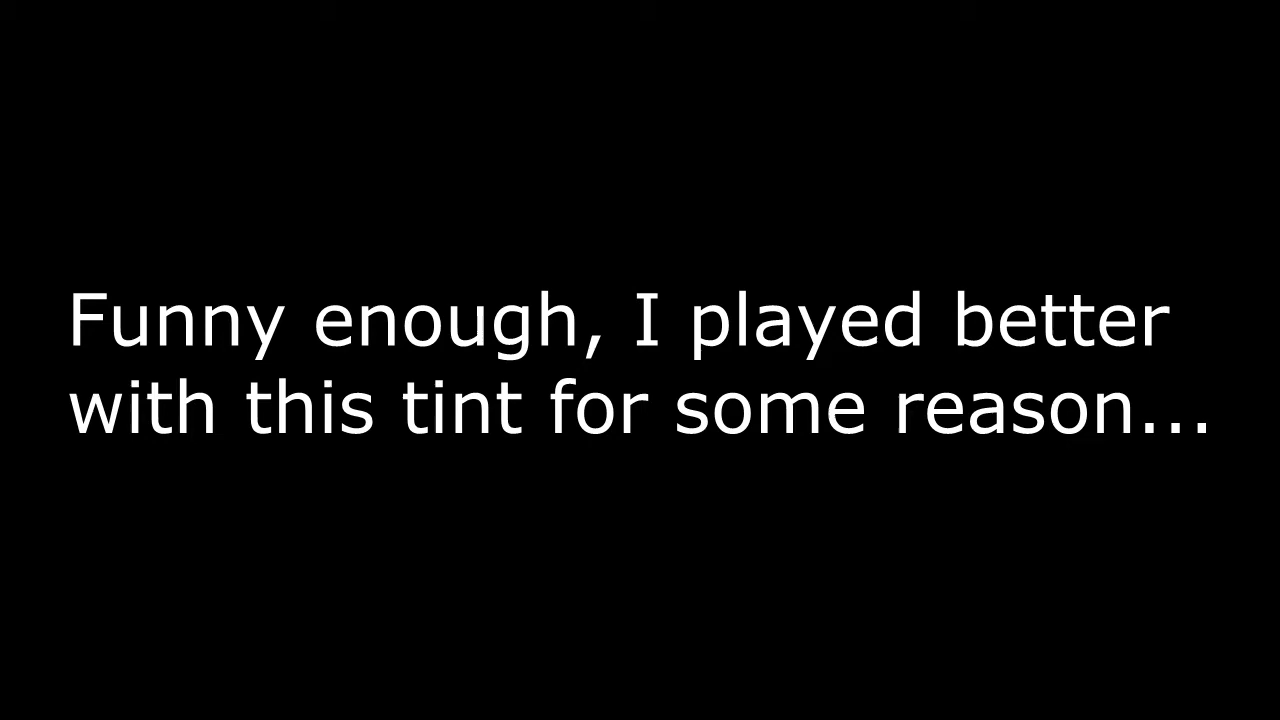 Funny enough, I played better
with this tint for some reason...